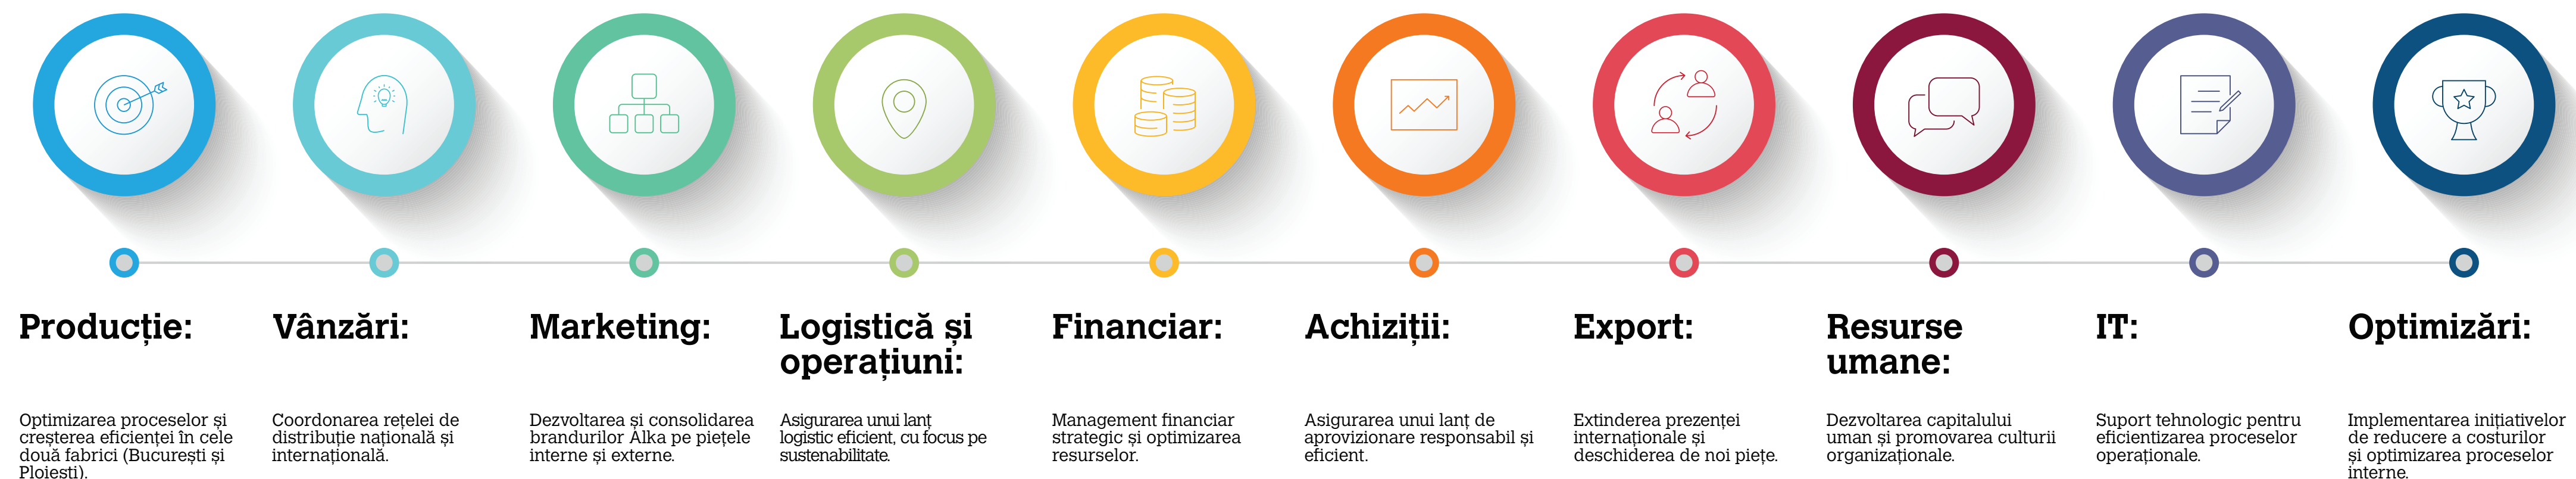 Producție:
Optimizarea proceselor și
creșterea eficienței în cele
două fabrici (București și
Ploiești).
Vânzări:
Coordonarea rețelei de
distribuție națională și
internațională.
Marketing:
Dezvoltarea și consolidarea
brandurilor Alka pe piețele
interne și externe.
Logistică și
operațiuni:
Asigurarea unui lanț
logistic eficient, cu focus pe
sustenabilitate.
Financiar:
Management financiar
strategic și optimizarea
resurselor.
Achiziții:
Asigurarea unui lanț de
aprovizionare responsabil și
eficient.
Export:
Extinderea prezenței
internaționale și
deschiderea de noi piețe.
Resurse
umane:
Dezvoltarea capitalului
uman și promovarea culturii
organizaționale.
IT:
Suport tehnologic pentru
eficientizarea proceselor
operaționale.
Optimizări:
Implementarea inițiativelor
de reducere a costurilor
și optimizarea proceselor
interne.